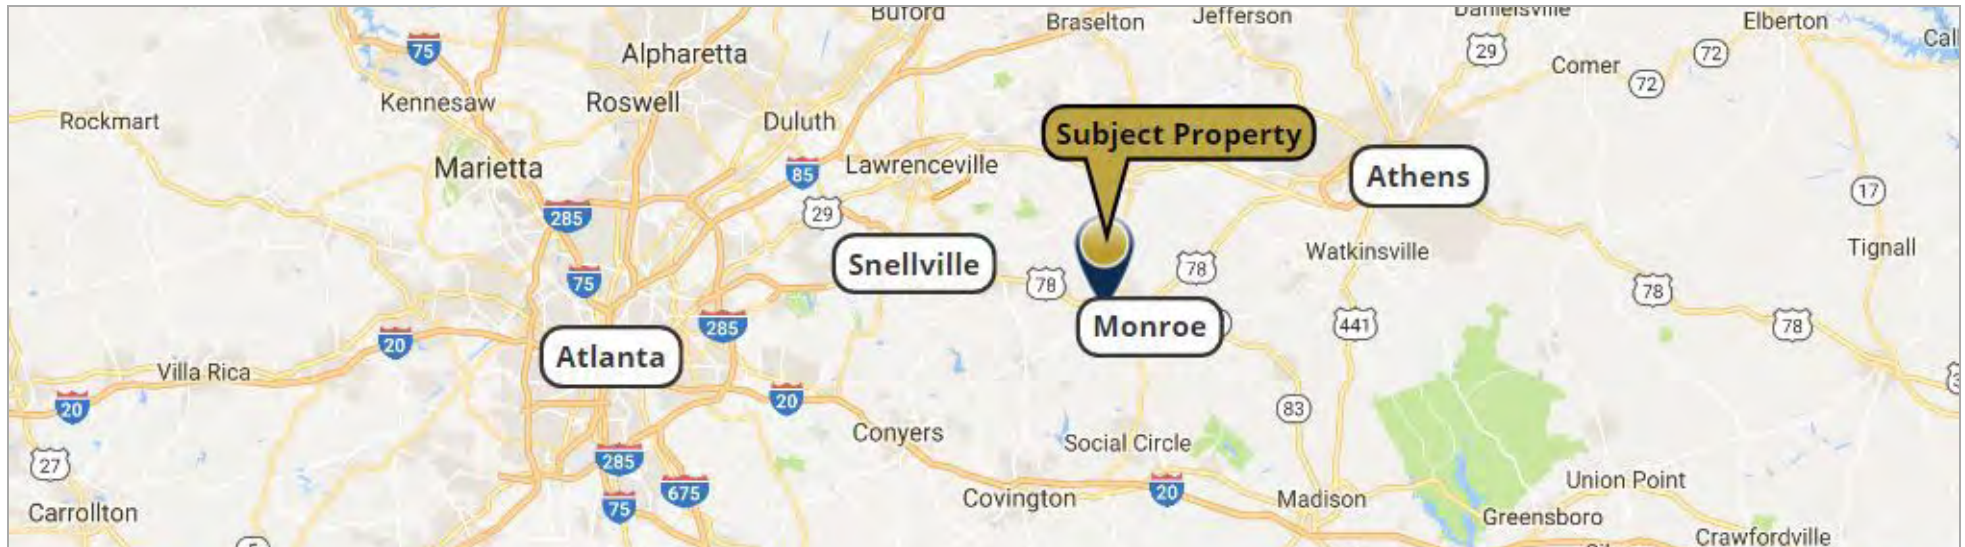 Buford
Braselton
Jefferson
Danielsville
Elberton
75
Alpharetta
29
72
Comer
72
Kennesaw
Roswell
Rockmart
Duluth
Subject Property
Marietta
85
Lawrenceville
Athens
17
285
29
Watkinsville
Tignall
Snellville
78
78
75
78
285
Monroe
441
78
20
Atlanta
Villa Rica
20
20
83
Conyers
Social Circle
27
285
675
20
Covington
Madison
Union Point
75
Carrollton
Greensboro
Crawfordville